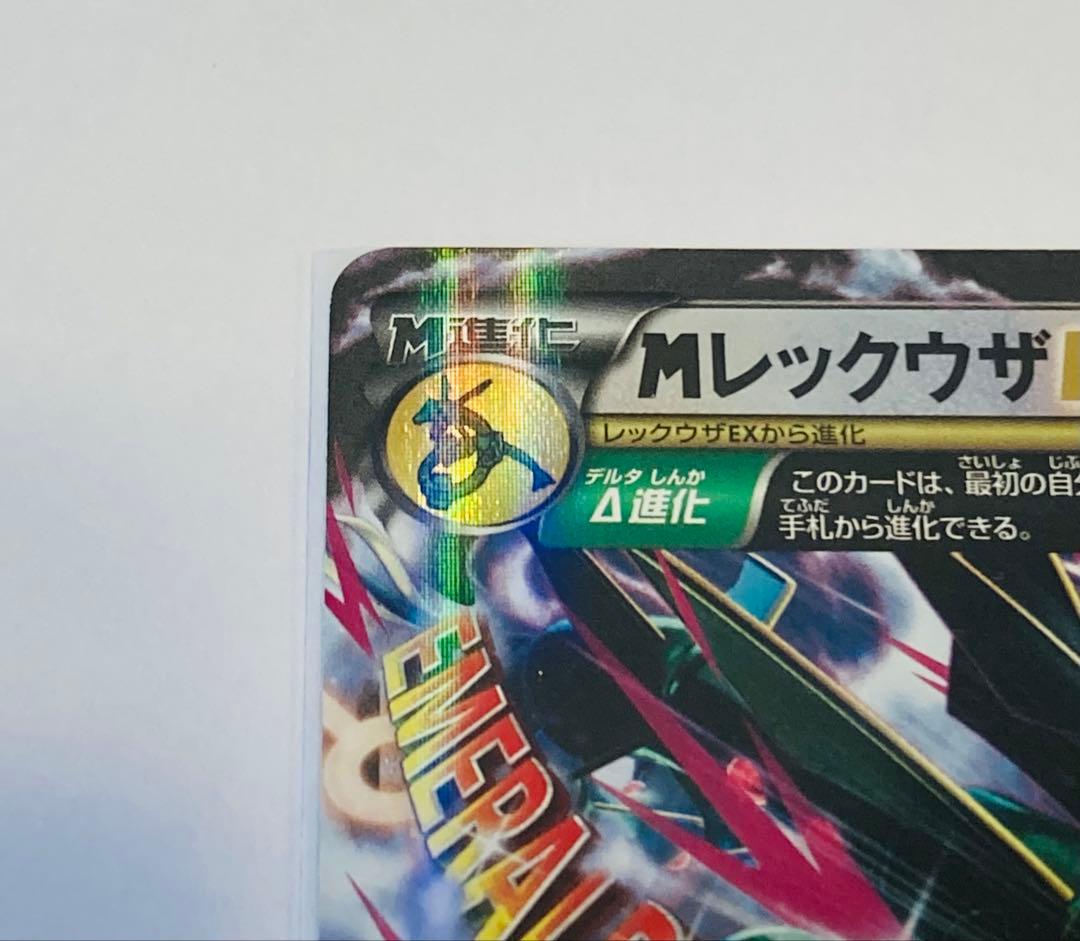 M進化
Mレックウザ
レックウザEXから進化
デルタ しんか
Δ進化
さいしょ
このカードは、最初の自分
てふだ しんか
手札から進化できる。
EMERAL